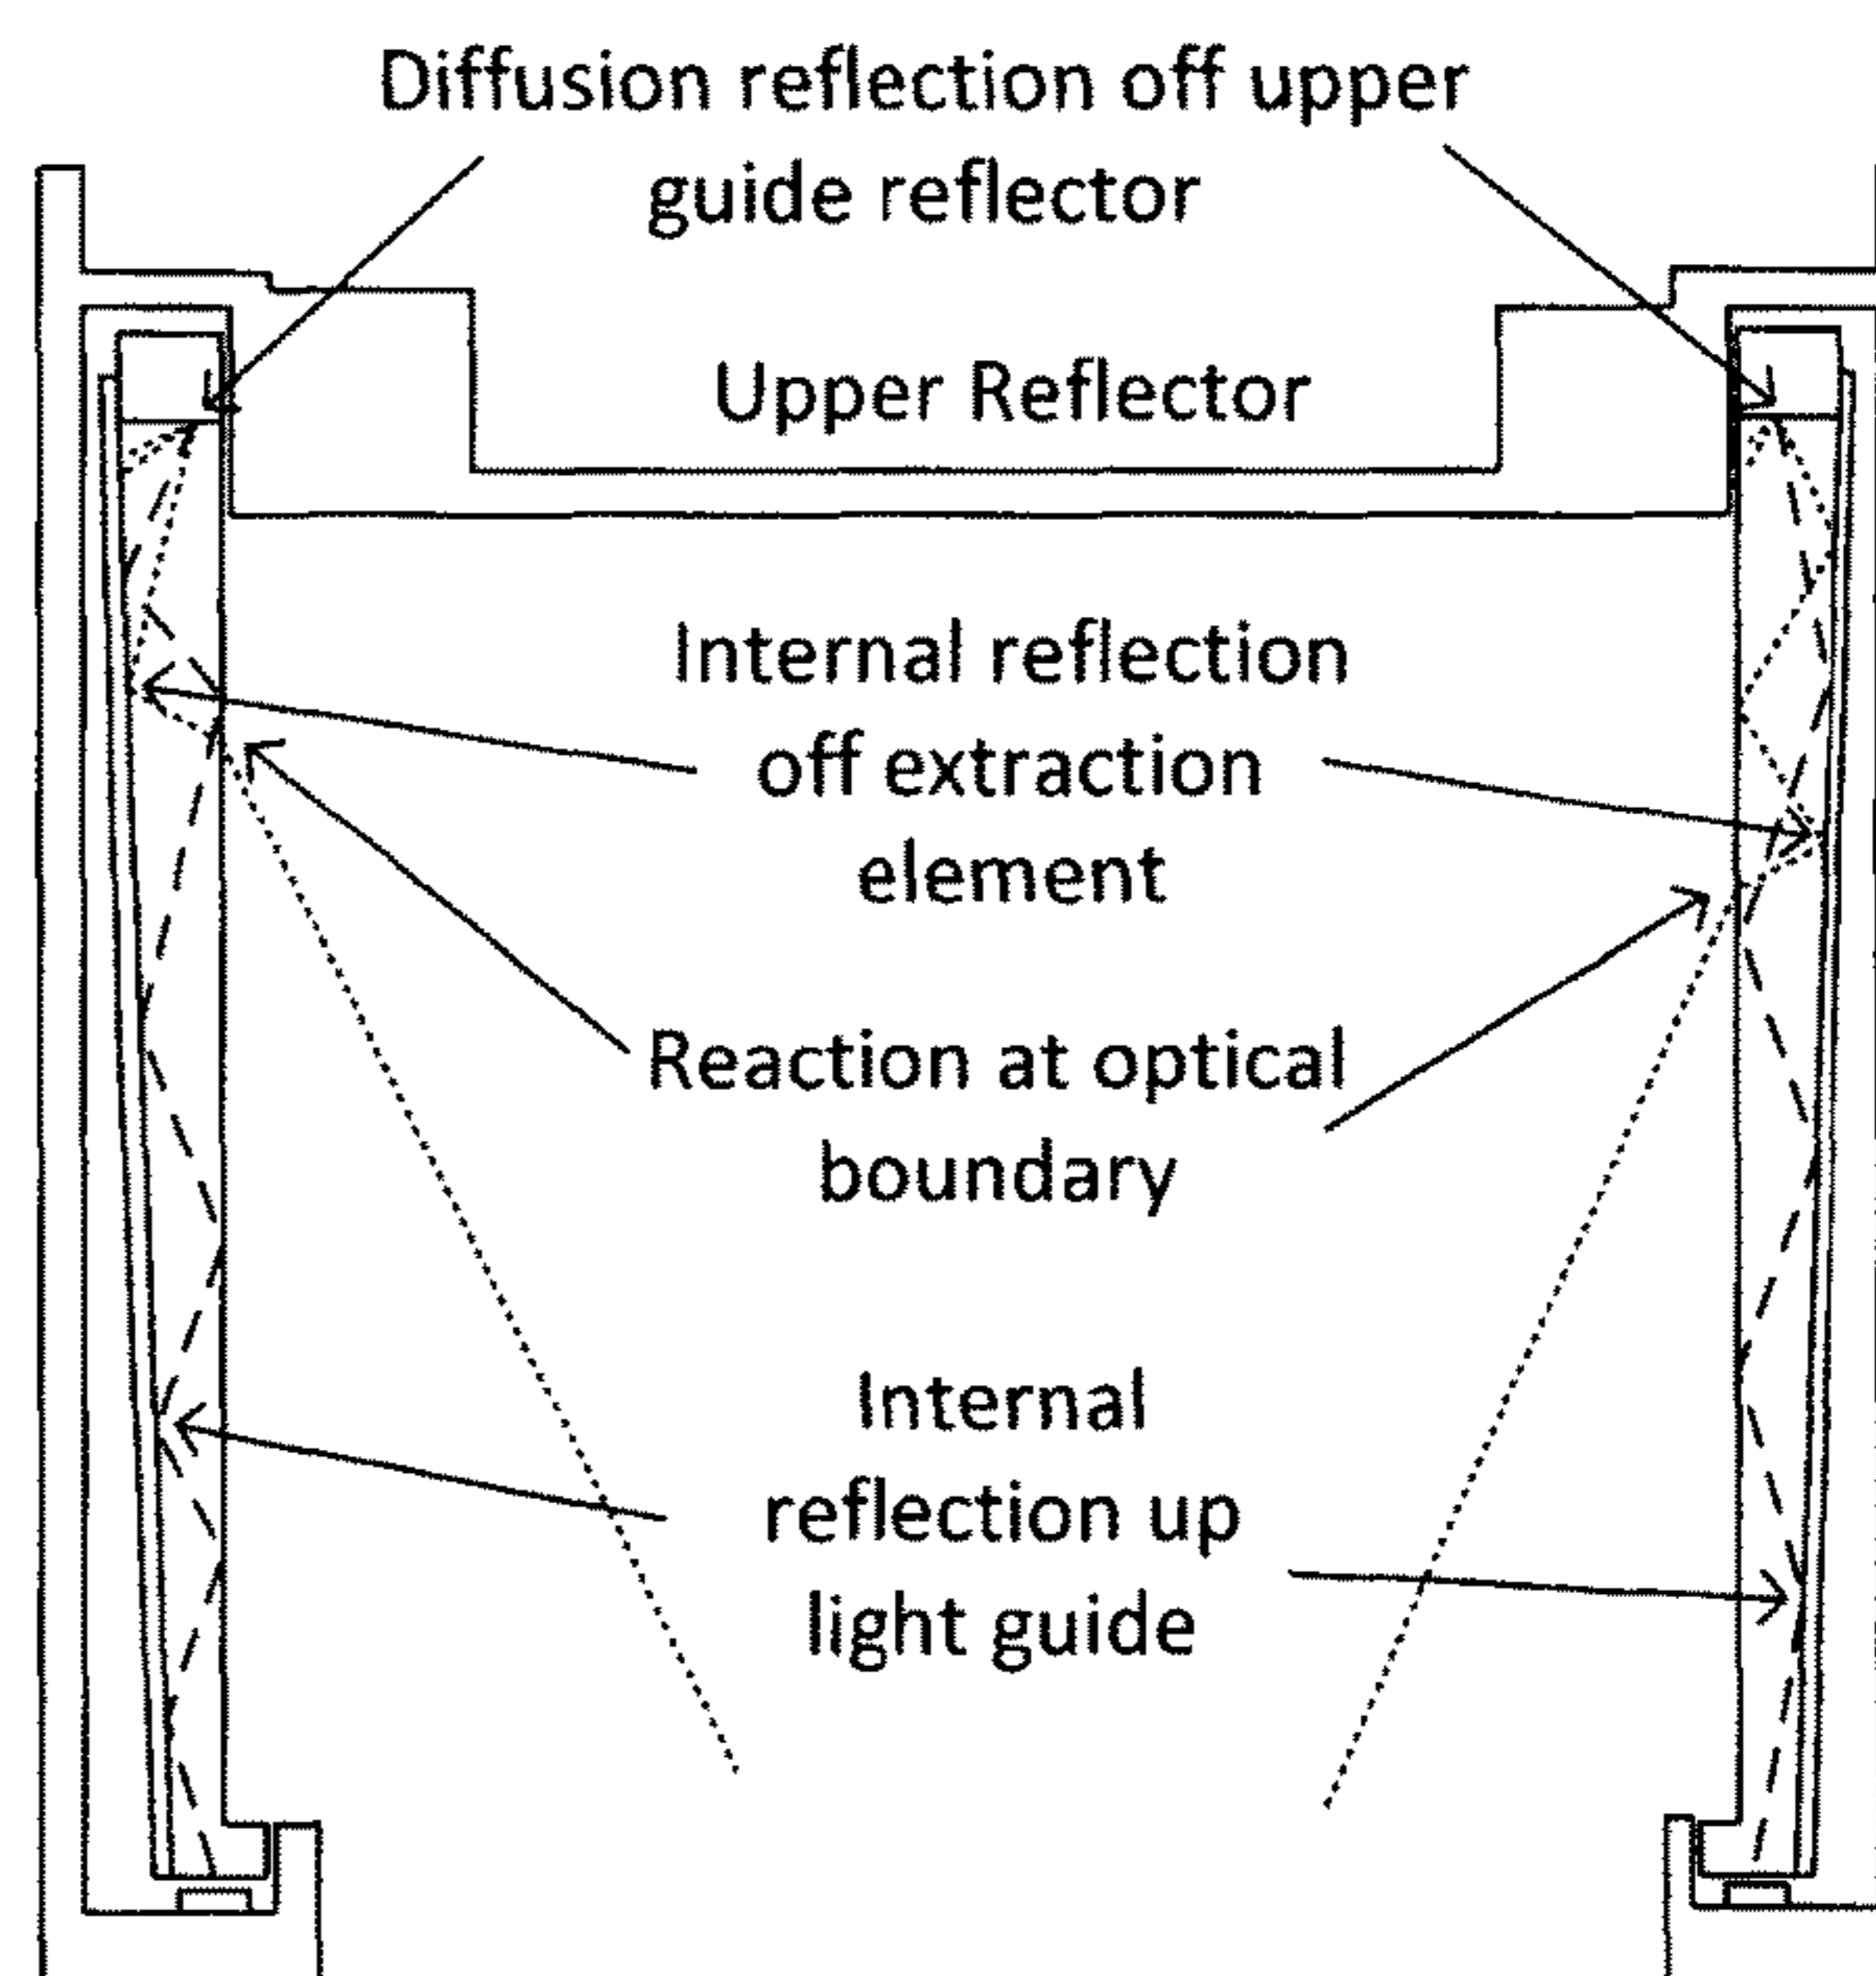 Diffusion reflection off upper
guide reflector
Upper Reflector
Internal reflection
off extraction
element
Reaction at optical
boundary
Internal
reflection up
light guide